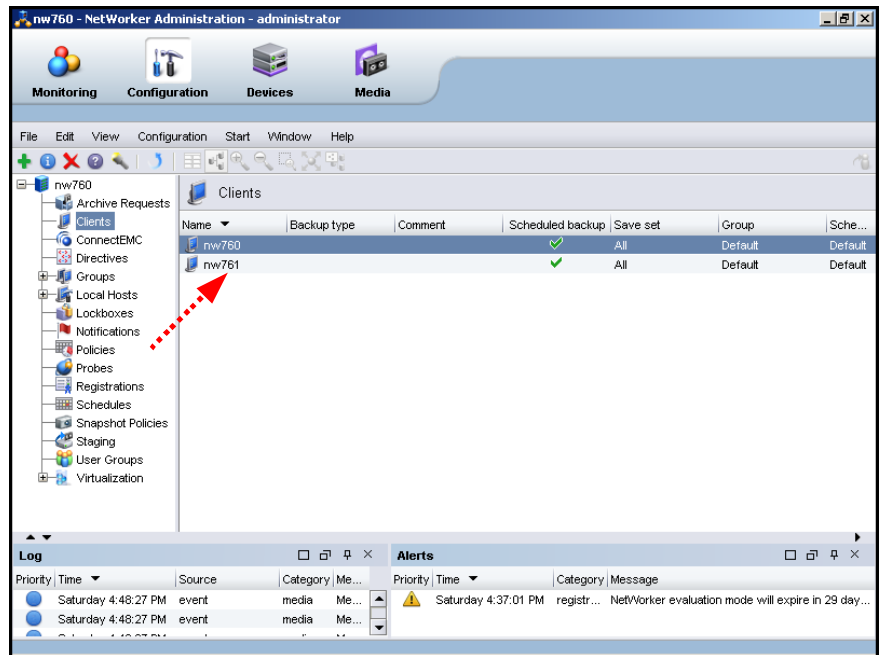 nw760 - NetWorker Administration - administrator
Monitoring Configuration Devices Media
File Edit View Configuration Start Window Help
nw760
Archive Requests
Clients
ConnectEMC
Directives
Groups
Local Hosts
Lockboxes
Notifications
Policies
Probes
Registrations
Schedules
Snapshot Policies
Staging
User Groups
Virtualization
Clients
Name Backup type Comment Scheduled backup Save set Group Sche...
nw760 All Default Default
nw761 All Default Default
Log
Priority Time Source Category Me...
Saturday 4:48:27 PM event media Me...
Saturday 4:48:27 PM event media Me...
Alerts
Priority Time Category Message
Saturday 4:37:01 PM registr... NetWorker evaluation mode will expire in 29 day...